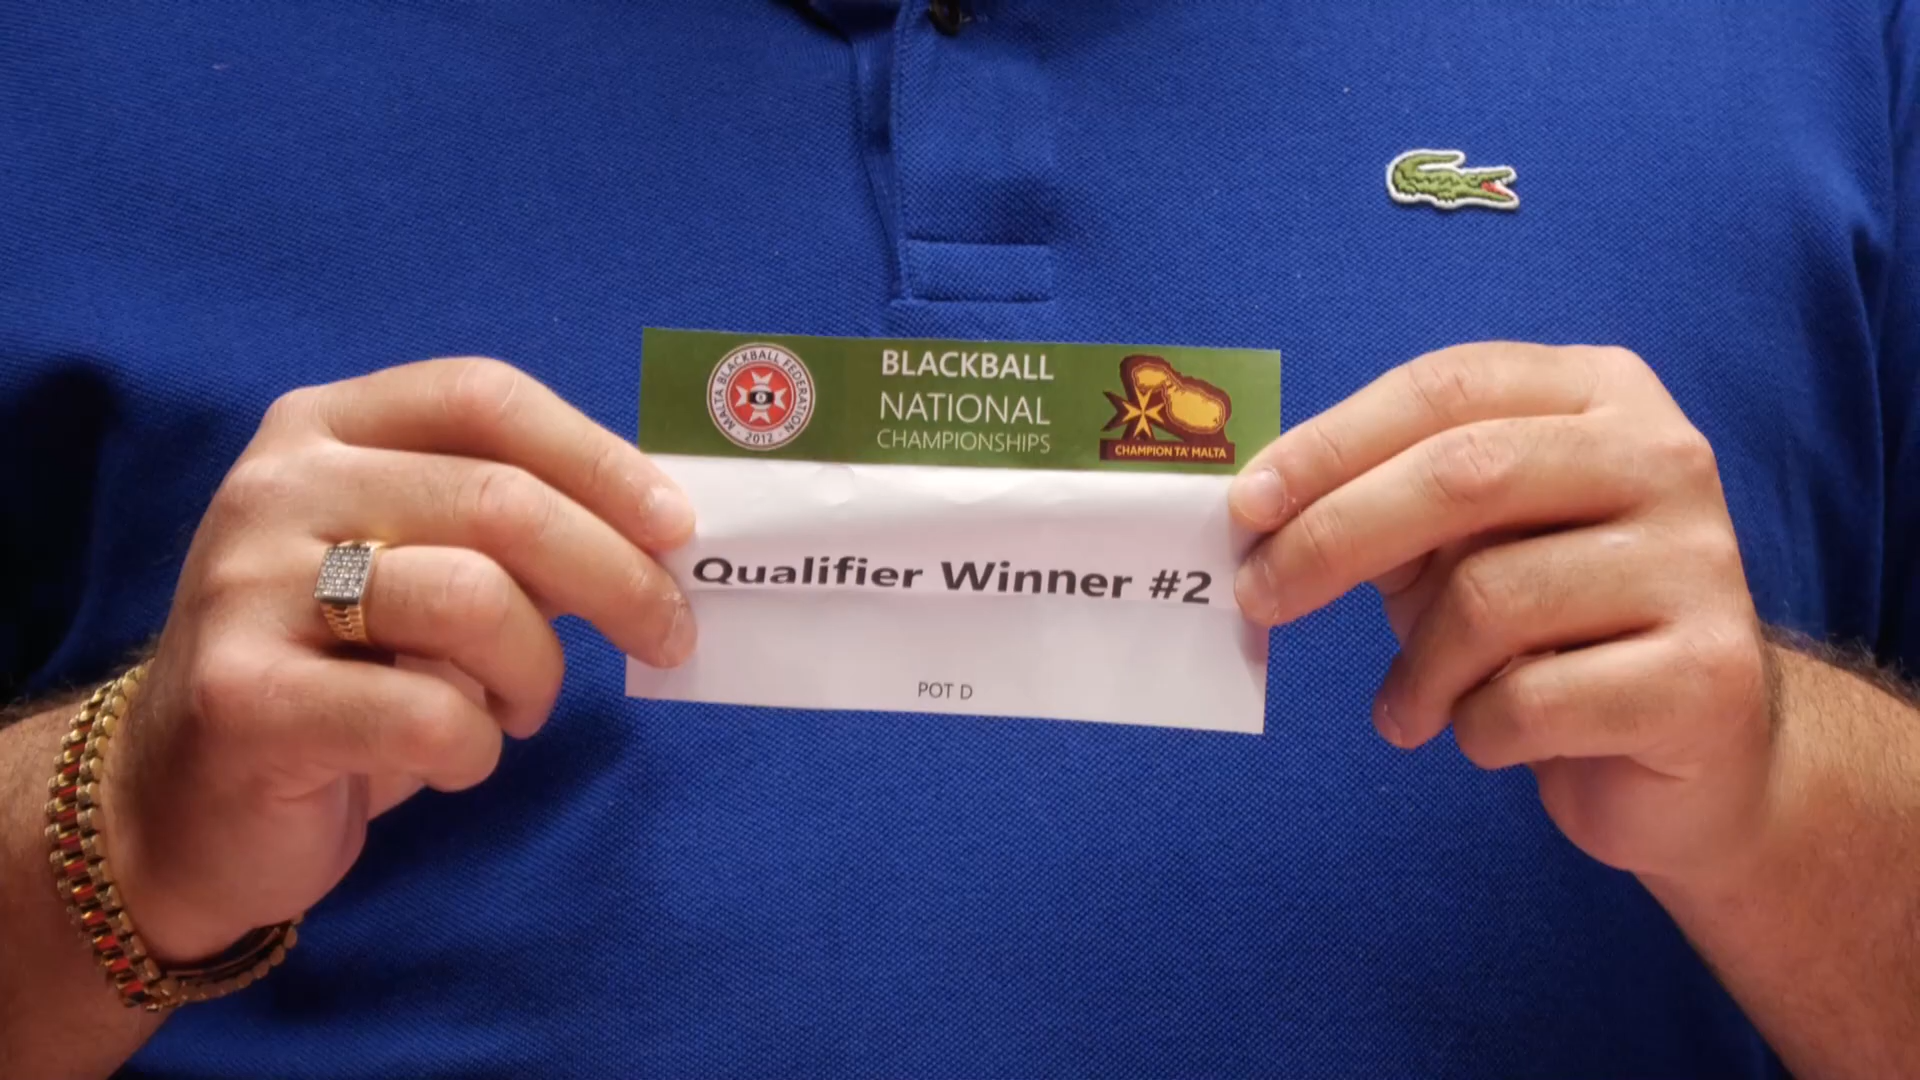 MALTA BLACKBALL FEDERATION
· 2012 ·
BLACKBALL
NATIONAL
CHAMPIONSHIPS
CHAMPION TA' MALTA
Qualifier Winner #2
POT D